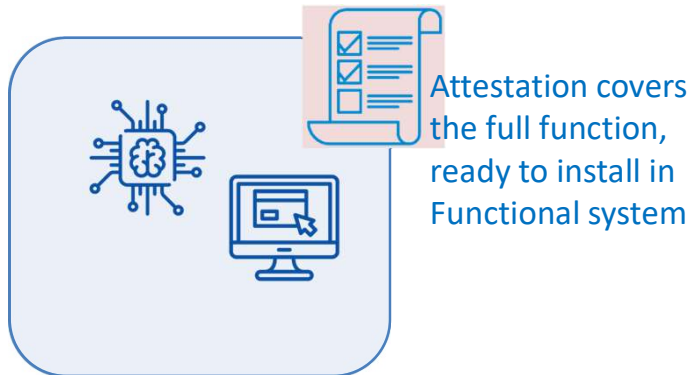 Attestation covers
the full function,
ready to install in
Functional system